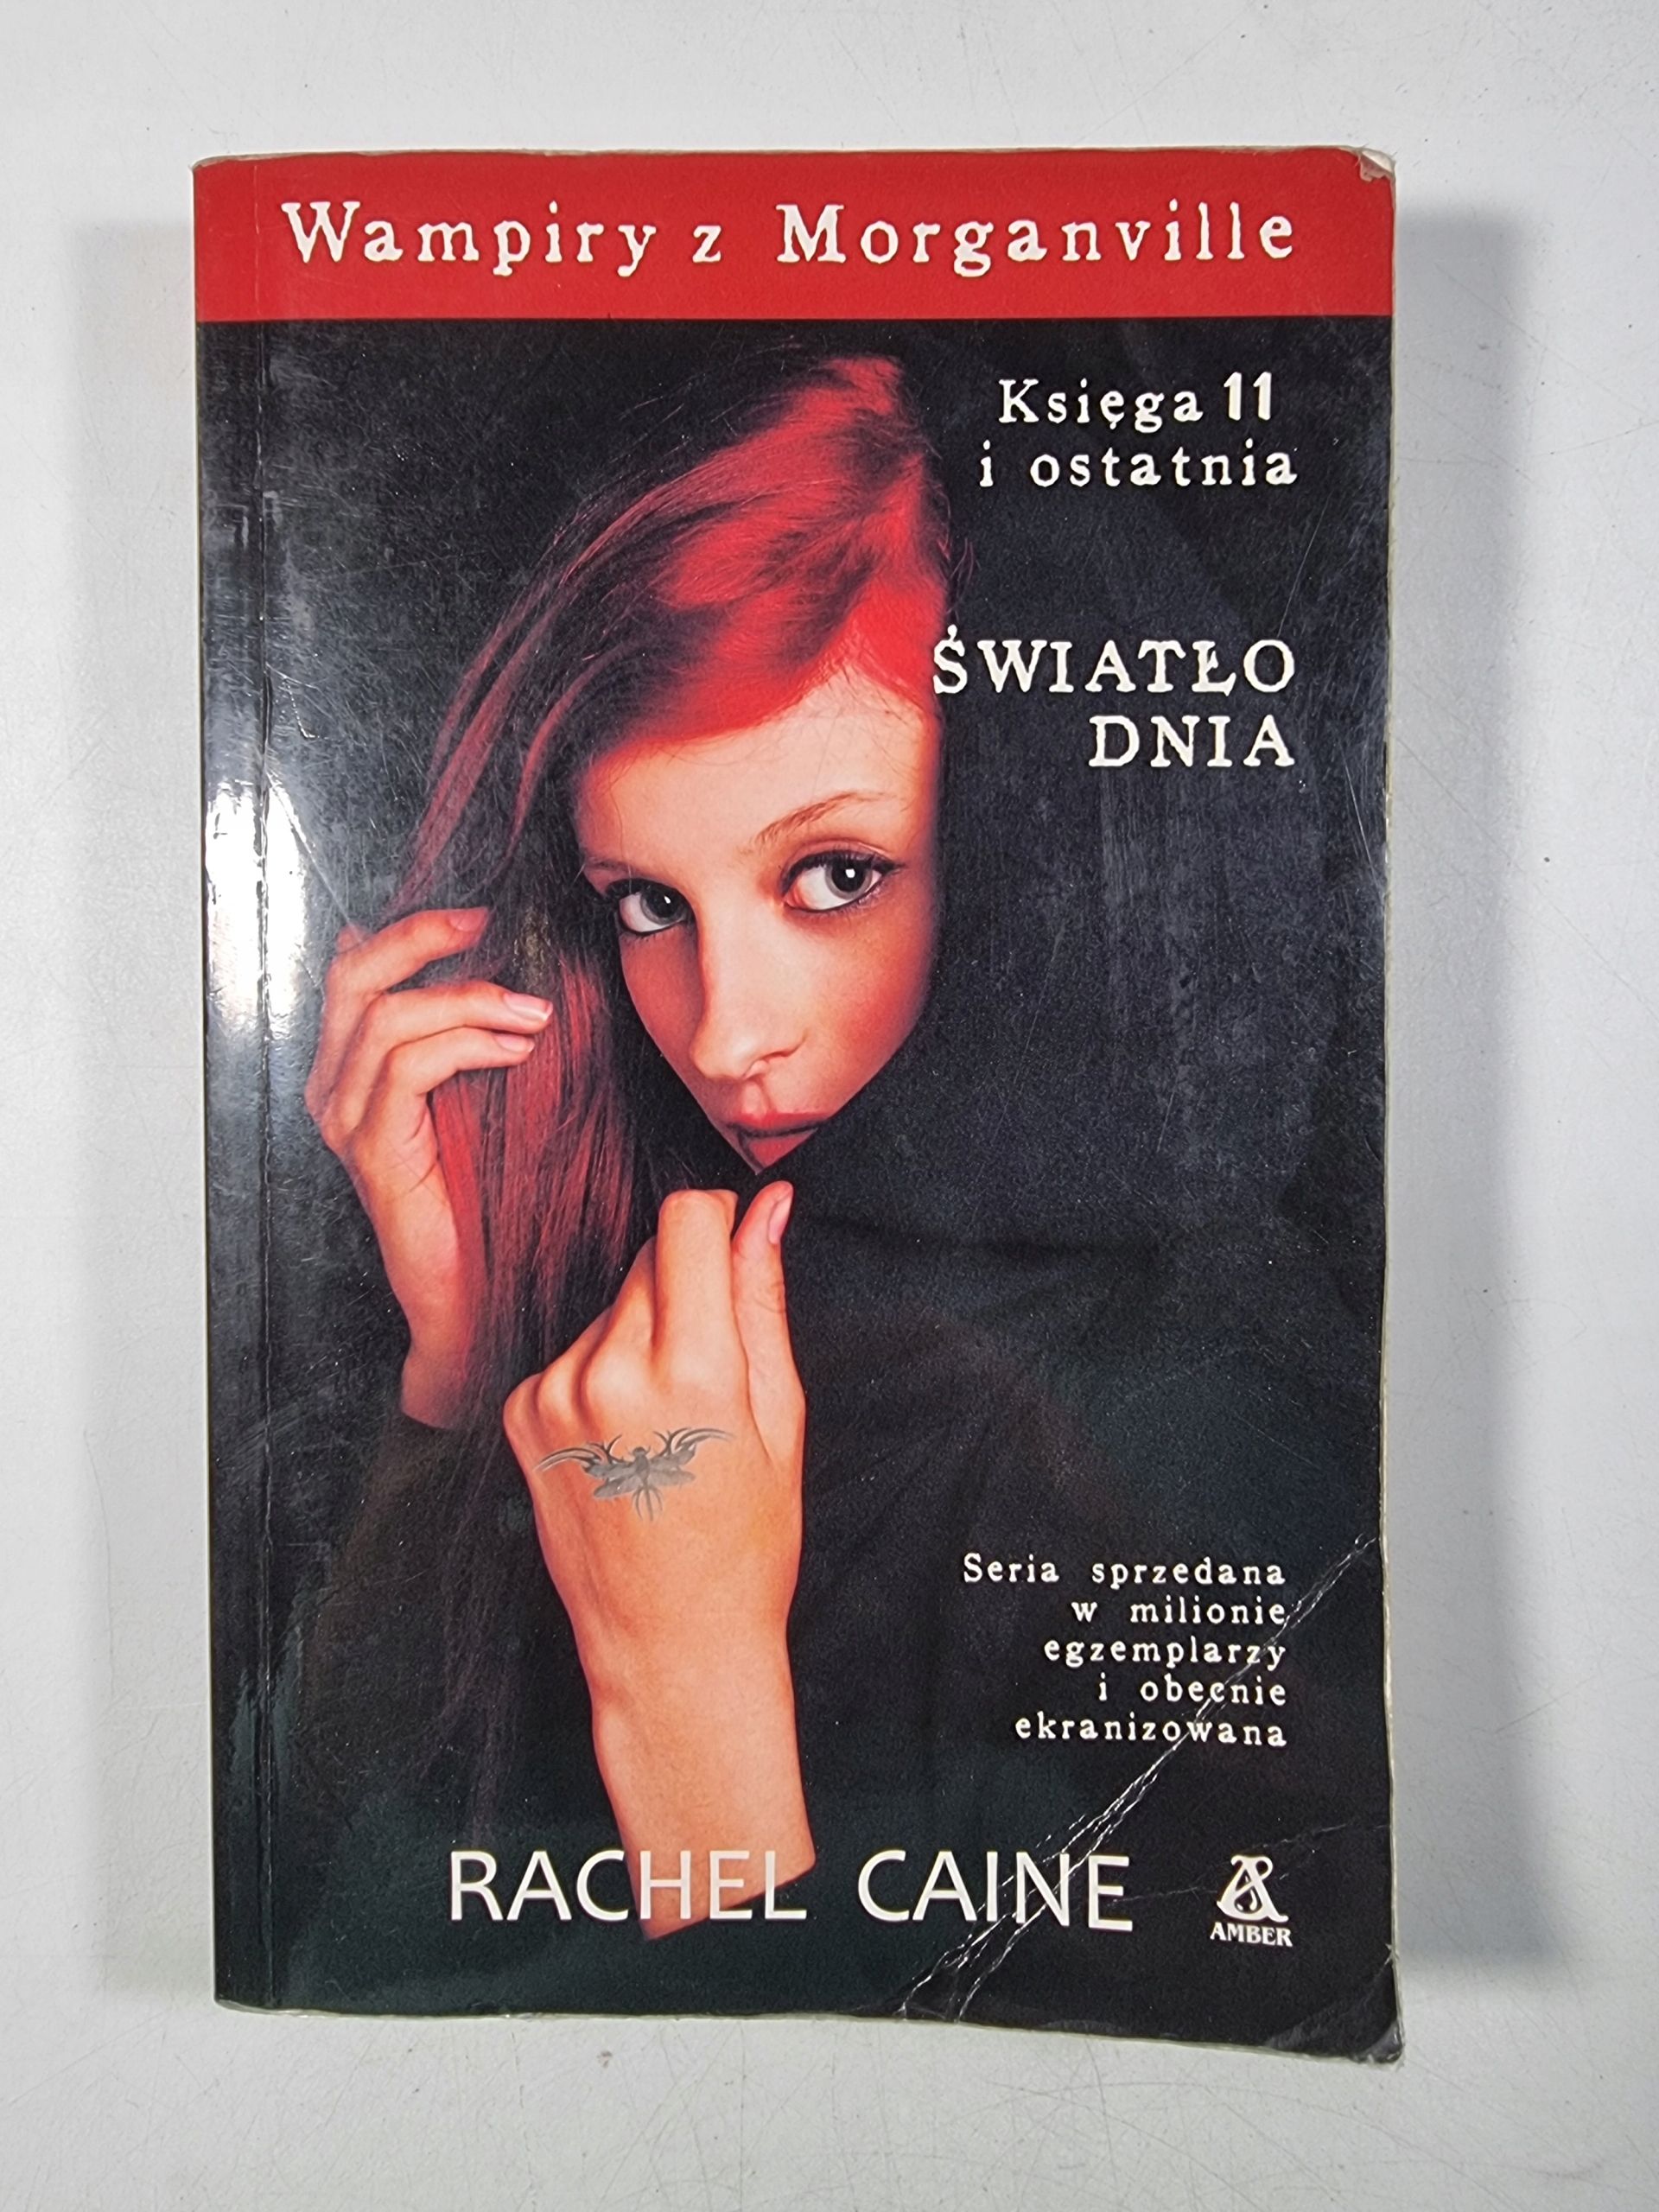 Wampiry z Morganville
Księga 11
i ostatnia
ŚWIATŁO
DNIA
Seria sprzedana
w milionie
egzemplarzy
i obecnie
ekranizowana
RACHEL CAINE
AMBER